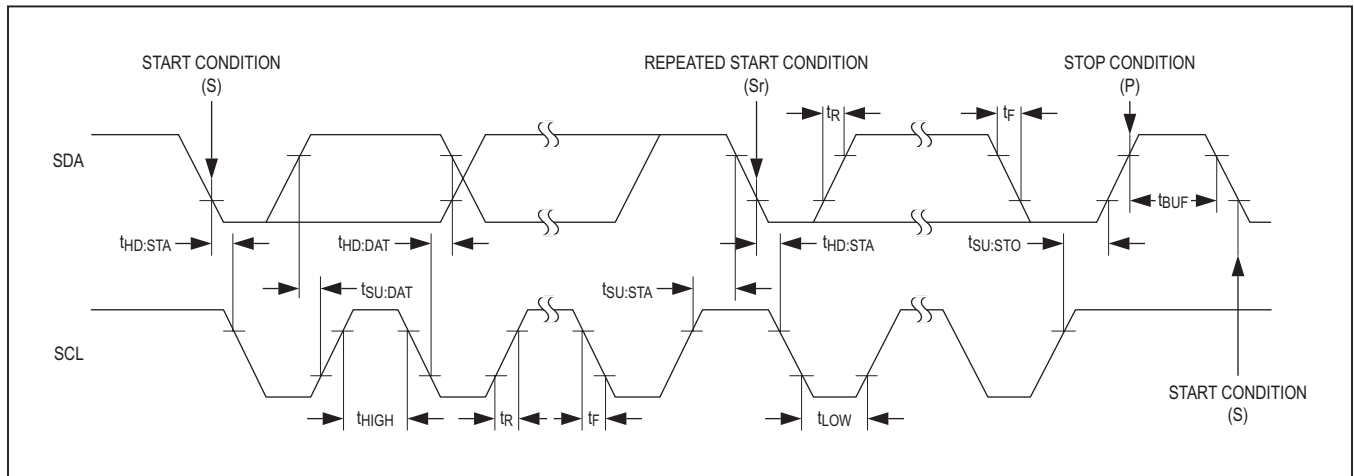 START CONDITION
(S)
REPEATED START CONDITION
(Sr)
STOP CONDITION
(P)
tR
tF
SDA
tBUF
tHD:STA
tHD:DAT
tHD:STA
tSU:STO
tSU:DAT
tSU:STA
SCL
tHIGH
tR
tF
tLOW
START CONDITION
(S)